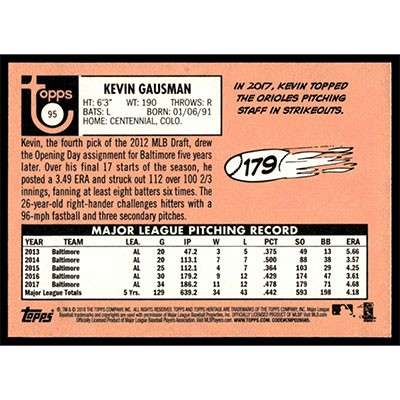 topps
95
KEVIN GAUSMAN
HT: 6'3" WT: 190 THROWS: R
BATS: L BORN: 01/06/91
HOME: CENTENNIAL, COLO.
IN 2017, KEVIN TOPPED
THE ORIOLES PITCHING
STAFF IN STRIKEOUTS.
179
Kevin, the fourth pick of the 2012 MLB Draft, drew
the Opening Day assignment for Baltimore five years
later. Over his final 17 starts of the season, he
posted a 3.49 ERA and struck out 112 over 100 2/3
innings, fanning at least eight batters six times. The
26-year-old right-hander challenges hitters with a
96-mph fastball and three secondary pitches.
MAJOR LEAGUE PITCHING RECORD
YEAR TEAM LEA. G IP W L PCT SO BB ERA
2013 Baltimore AL 20 47.2 3 5 .375 49 13 5.66
2014 Baltimore AL 20 113.1 7 7 .500 88 38 3.57
2015 Baltimore AL 25 112.1 4 7 .364 103 29 4.25
2016 Baltimore AL 30 179.2 9 12 .429 174 47 3.61
2017 Baltimore AL 34 186.2 11 12 .478 179 71 4.68
Major League Totals 5 Yrs. 129 639.2 34 43 .442 593 198 4.18
Topps